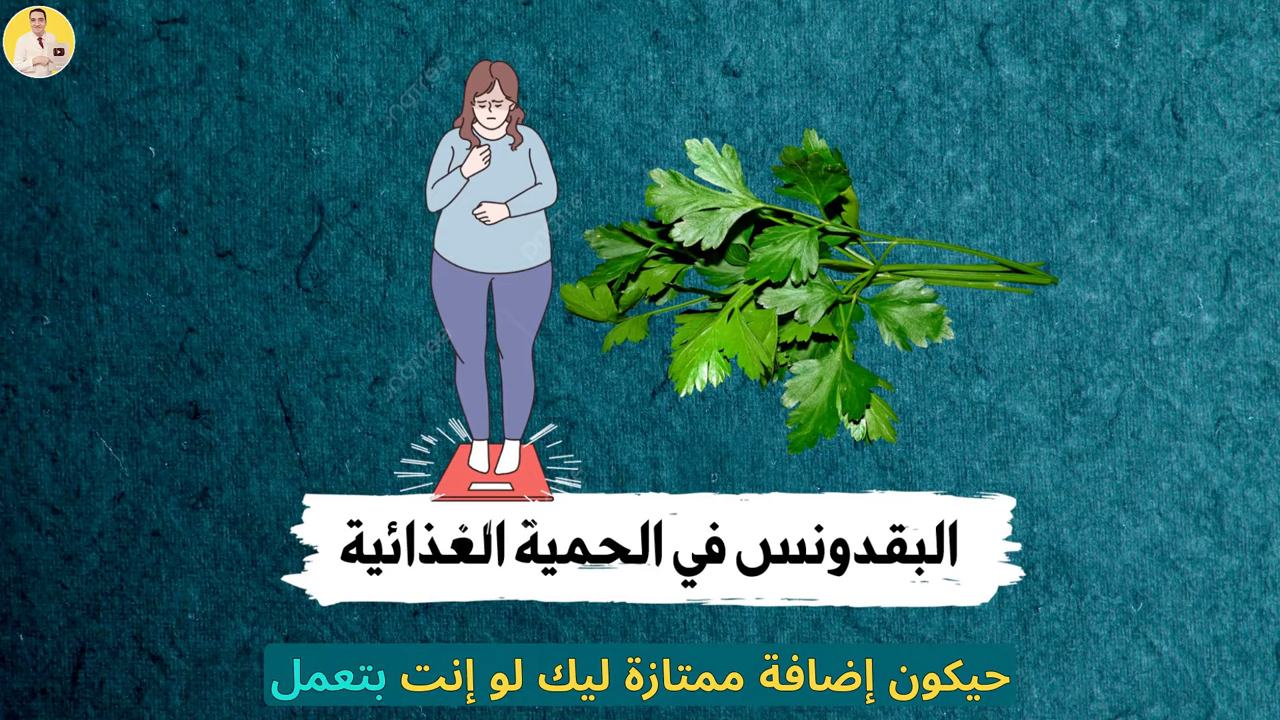 البقدونس في الحمية الغذائية
حيكون إضافة ممتازة ليك لو إنت بتعمل